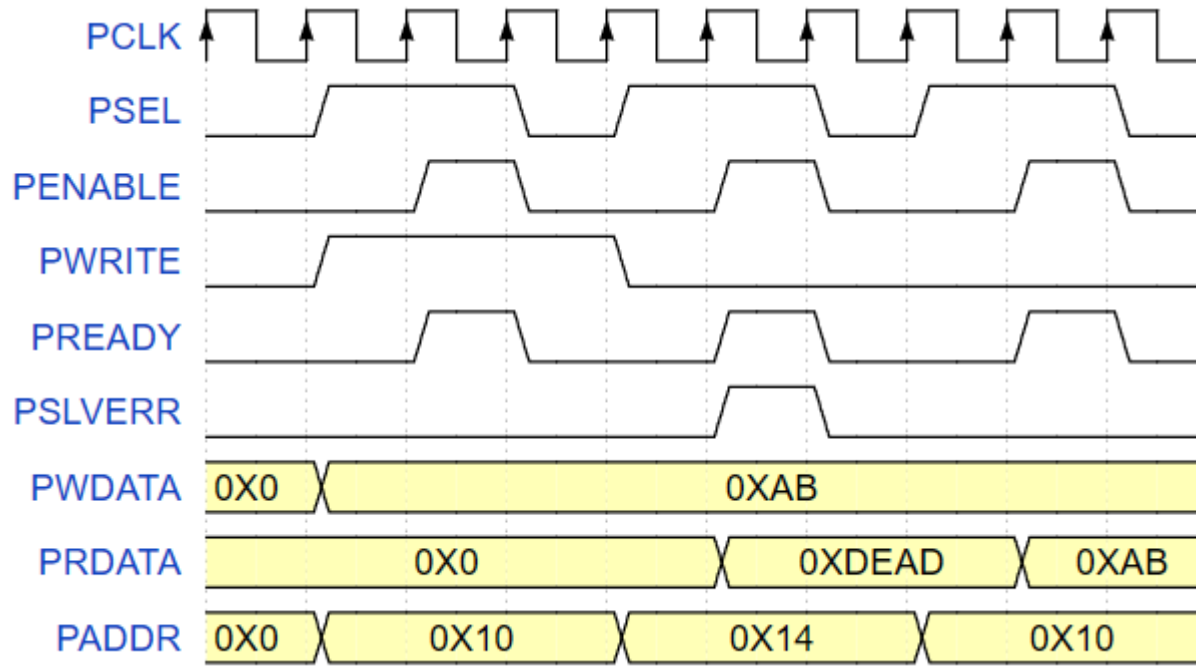 PCLK
PSEL
PENABLE
PWRITE
PREADY
PSLVERR
PWDATA 0X0 0XAB
PRDATA 0X0 0XDEAD 0XAB
PADDR 0X0 0X10 0X14 0X10